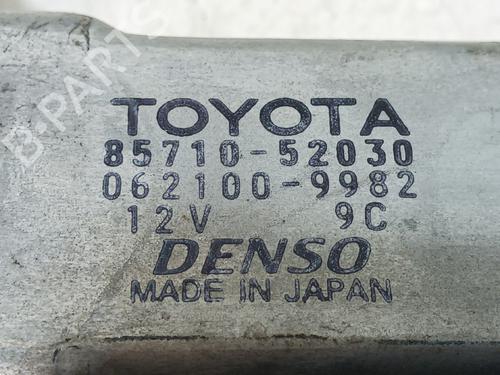 B-PARTS
TOYOTA
85710-52030
062100-9982
12V 9C
DENSO
MADE IN JAPAN